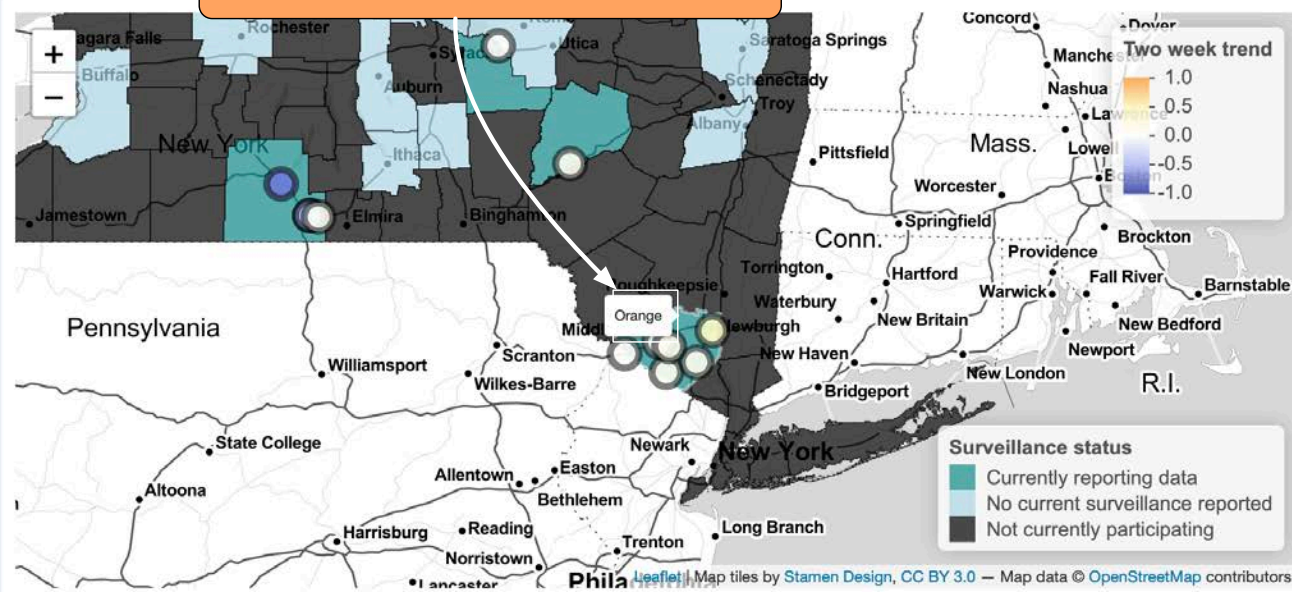 Concord
Dover
Rochester
Niagara Falls
Utica
Saratoga Springs
Manchester
Two week trend
+
−
Buffalo
Auburn
Schenectady
Troy
Nashua
1.0
0.5
0.0
-0.5
-1.0
Albany
Lowell
New York
Ithaca
Mass.
Pittsfield
Worcester
Jamestown
Elmira
Binghamton
Springfield
Brockton
Conn.
Providence
Torrington
Hartford
Warwick
Fall River
Barnstable
Poughkeepsie
Waterbury
New Britain
New Bedford
Orange
Newburgh
Pennsylvania
Scranton
New Haven
Newport
Williamsport
Wilkes-Barre
New London
R.I.
Bridgeport
State College
Newark
New York
Surveillance status
Currently reporting data
No current surveillance reported
Not currently participating
Allentown
Easton
Bethlehem
Altoona
Harrisburg
Reading
Long Branch
Trenton
Norristown
Lancaster
Leaflet | Map tiles by Stamen Design, CC BY 3.0 — Map data © OpenStreetMap contributors